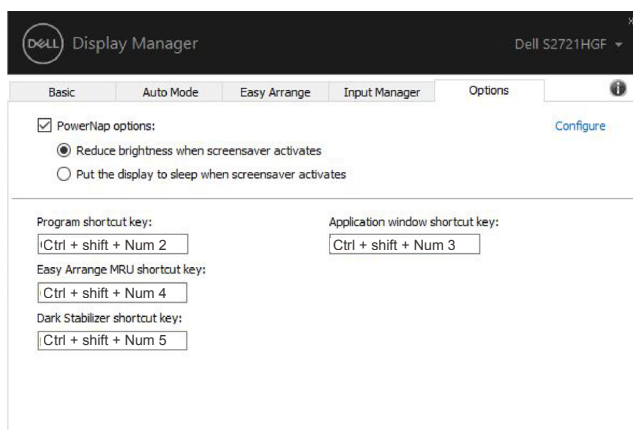 DELL Display Manager Dell S2721HGF
Basic Auto Mode Easy Arrange Input Manager Options
PowerNap options: Configure
Reduce brightness when screensaver activates
Put the display to sleep when screensaver activates
Program shortcut key: Application window shortcut key:
Ctrl + shift + Num 2 Ctrl + shift + Num 3
Easy Arrange MRU shortcut key:
Ctrl + shift + Num 4
Dark Stabilizer shortcut key:
Ctrl + shift + Num 5